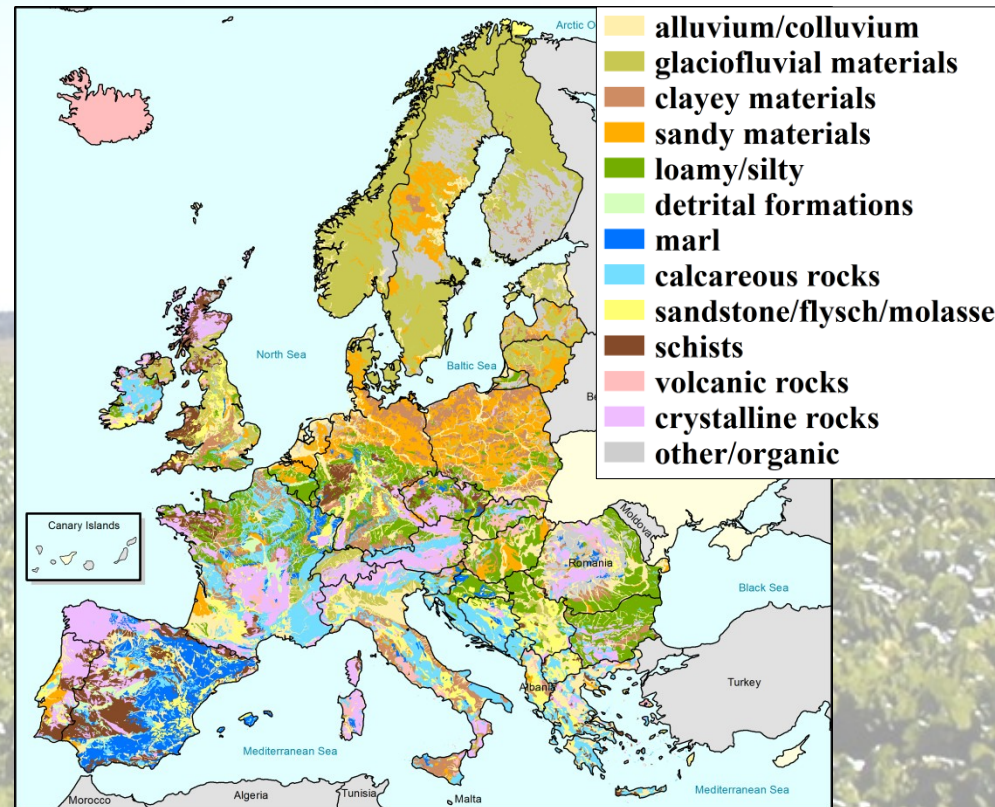 Arctic O
alluvium/colluvium
glaciofluvial materials
clayey materials
sandy materials
loamy/silty
detrital formations
marl
calcareous rocks
sandstone/flysch/molasse
schists
volcanic rocks
crystalline rocks
other/organic
North Sea
Baltic Sea
Be
Canary Islands
Moldova
Romania
Black Sea
Albania
Turkey
Mediterranean Sea
Mediterranean Sea
Morocco
Algeria
Tunisia
Malta